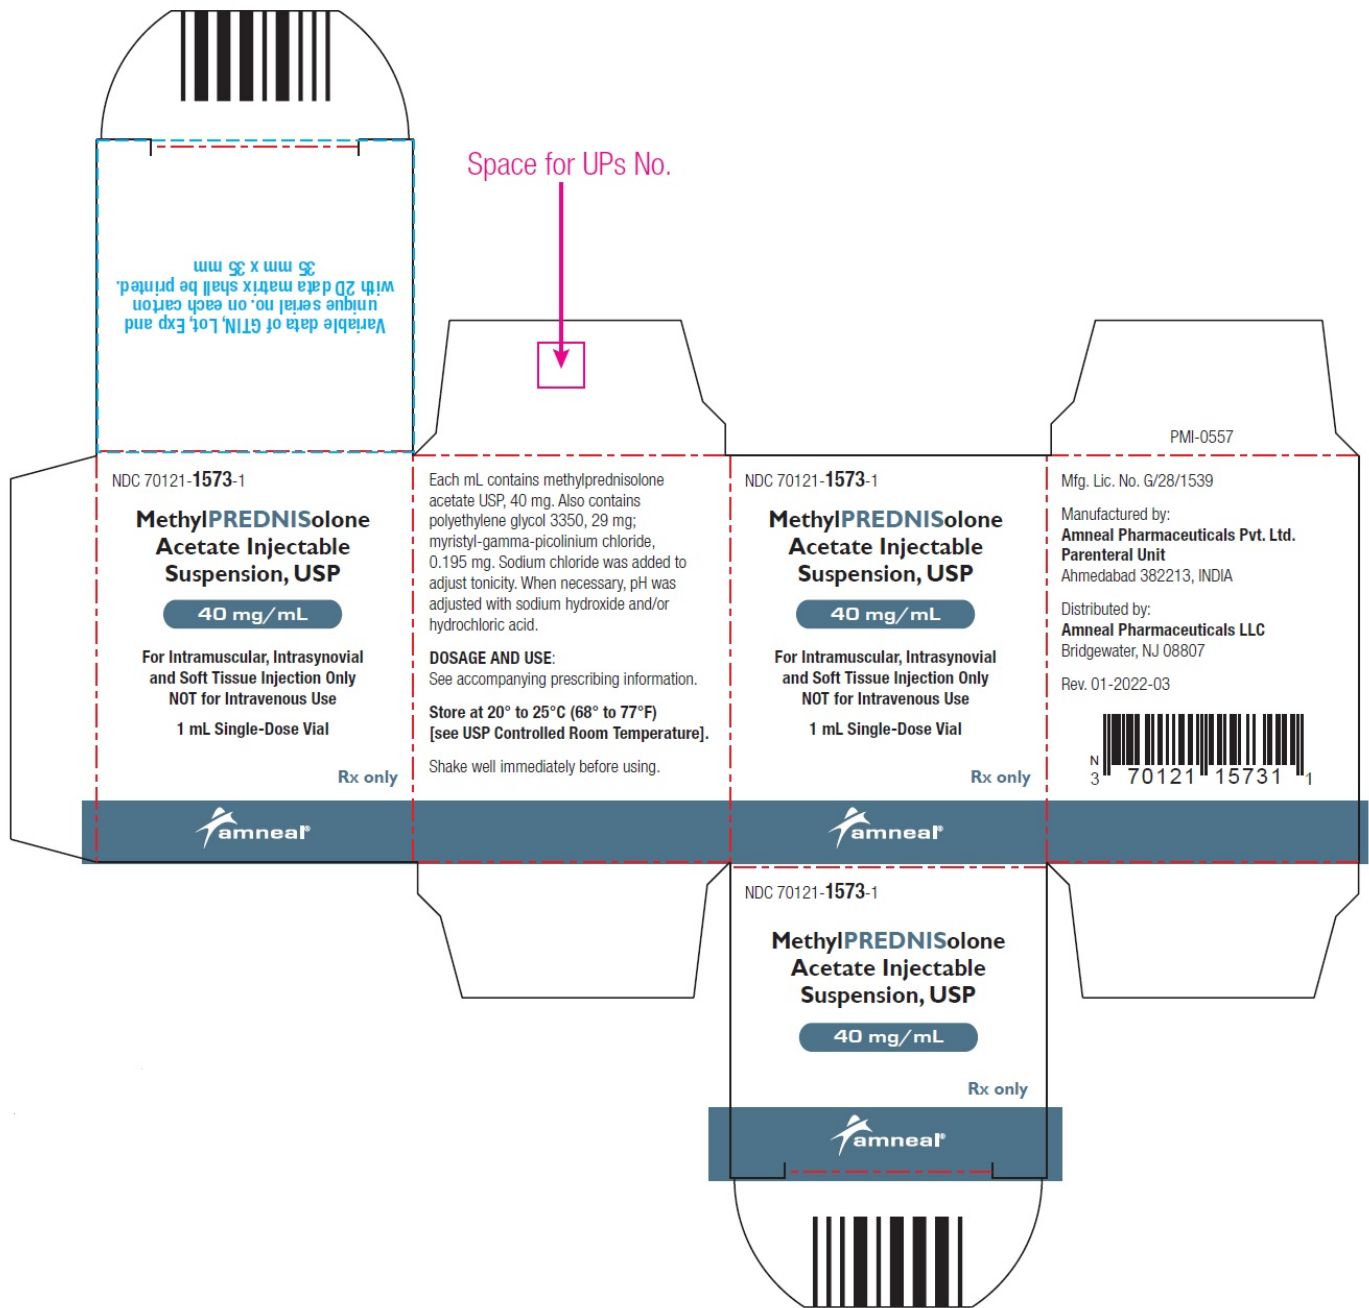 Space for UPs No.
Variable data of GTIN, Lot, Exp and
unique serial no. on each carton
with 2D data matrix shall be printed.
35 mm x 35 mm
NDC 70121-1573-1
MethylPREDNISolone
Acetate Injectable
Suspension, USP
40 mg/mL
For Intramuscular, Intrasynovial
and Soft Tissue Injection Only
NOT for Intravenous Use
1 mL Single-Dose Vial
Rx only
amneal®
Each mL contains methylprednisolone
acetate USP, 40 mg. Also contains
polyethylene glycol 3350, 29 mg;
myristyl-gamma-picolinium chloride,
0.195 mg. Sodium chloride was added to
adjust tonicity. When necessary, pH was
adjusted with sodium hydroxide and/or
hydrochloric acid.
DOSAGE AND USE:
See accompanying prescribing information.
Store at 20° to 25°C (68° to 77°F)
[see USP Controlled Room Temperature].
Shake well immediately before using.
NDC 70121-1573-1
MethylPREDNISolone
Acetate Injectable
Suspension, USP
40 mg/mL
For Intramuscular, Intrasynovial
and Soft Tissue Injection Only
NOT for Intravenous Use
1 mL Single-Dose Vial
Rx only
amneal®
PMI-0557
Mfg. Lic. No. G/28/1539
Manufactured by:
Amneal Pharmaceuticals Pvt. Ltd.
Parenteral Unit
Ahmedabad 382213, INDIA
Distributed by:
Amneal Pharmaceuticals LLC
Bridgewater, NJ 08807
Rev. 01-2022-03
N
3 70121 15731 1
NDC 70121-1573-1
MethylPREDNISolone
Acetate Injectable
Suspension, USP
40 mg/mL
Rx only
amneal®